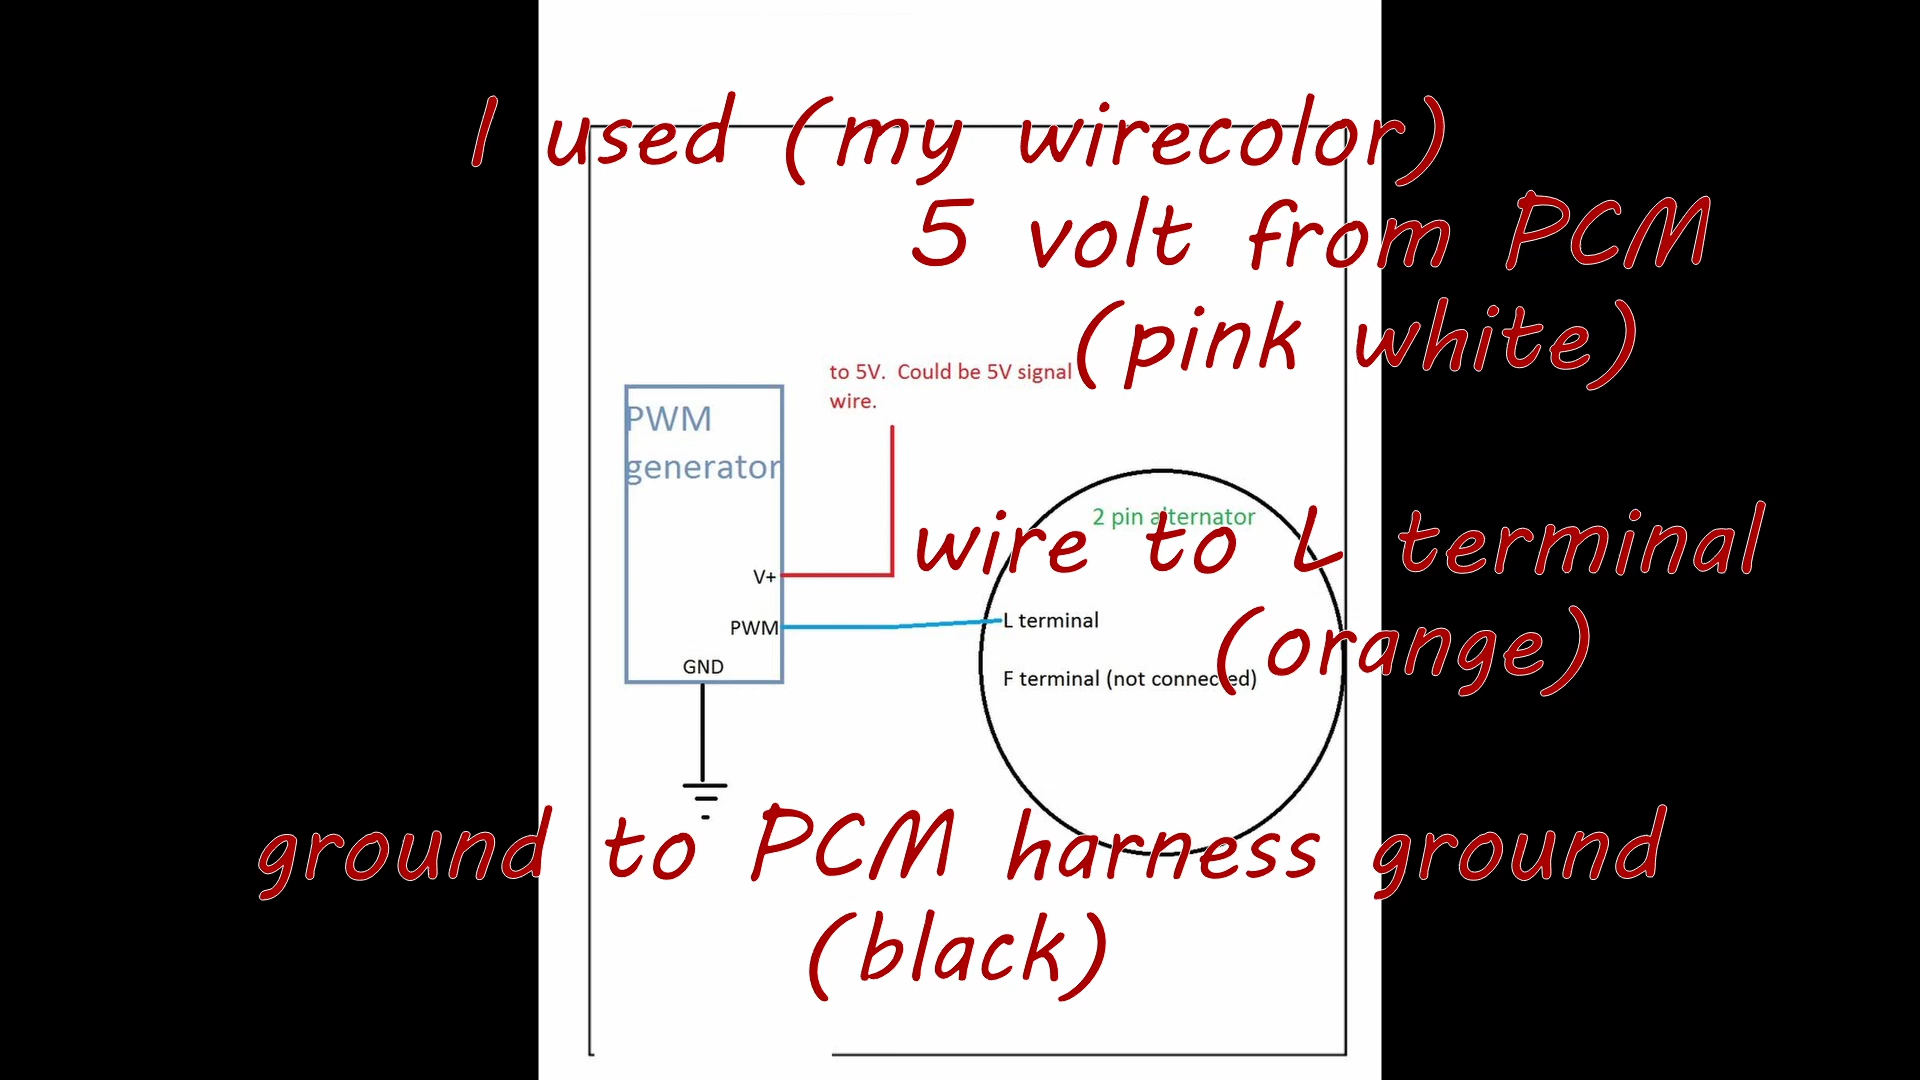 I used (my wirecolor)
5 volt from PCM
(pink white)
to 5V. Could be 5V signal
wire.
PWM
generator
2 pin alternator
wire to L terminal
V+
L terminal
PWM
(orange)
GND
F terminal (not connected)
ground to PCM harness ground
(black)